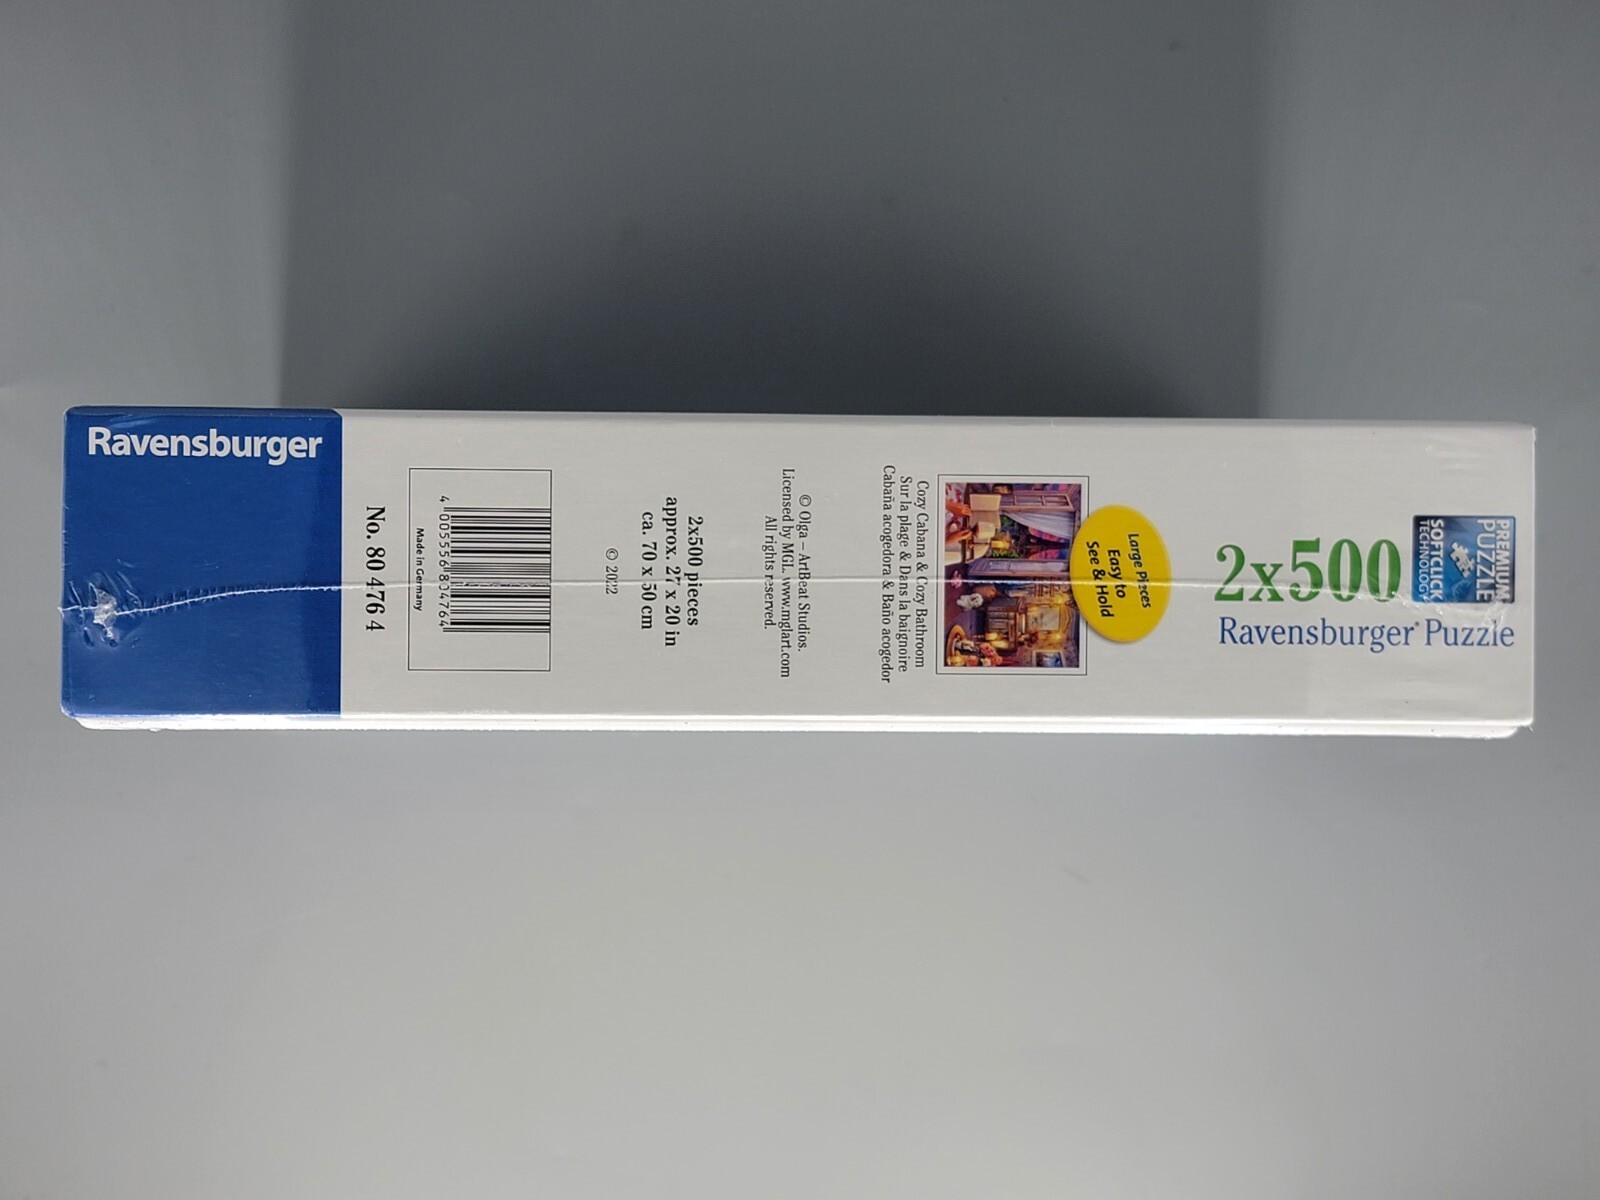 Ravensburger
No. 80 476 4
Made in Germany
4 005556 804764
© 2022
2x500 pieces
approx. 27 x 20 in
ca. 70 x 50 cm
© Olga – ArtBeat Studios.
Licensed by MGL. www.mglart.com
All rights reserved.
Cozy Cabana & Cozy Bathroom
Sur la plage & Dans la baignoire
Cabaña acogedora & Baño acogedor
Large Pieces
Easy to
See & Hold
2x500
Ravensburger® Puzzle
PREMIUM
PUZZLE
SOFTCLICK
TECHNOLOGY